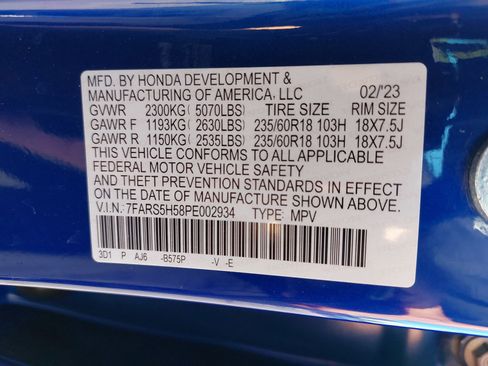 MFD. BY HONDA DEVELOPMENT &
MANUFACTURING OF AMERICA, LLC 02/'23
GVWR 2300KG( 5070LBS) TIRE SIZE RIM SIZE
GAWR F 1193KG( 2630LBS) 235/60R18 103H 18X7.5J
GAWR R 1150KG( 2535LBS) 235/60R18 103H 18X7.5J
THIS VEHICLE CONFORMS TO ALL APPLICABLE
FEDERAL MOTOR VEHICLE SAFETY
AND THEFT PREVENTION STANDARDS IN EFFECT
ON THE DATE OF MANUFACTURE SHOWN ABOVE.
V.I.N.: 7FARS5H58PE002934 TYPE: MPV
3D1 P AJ6 -B575P -V -E